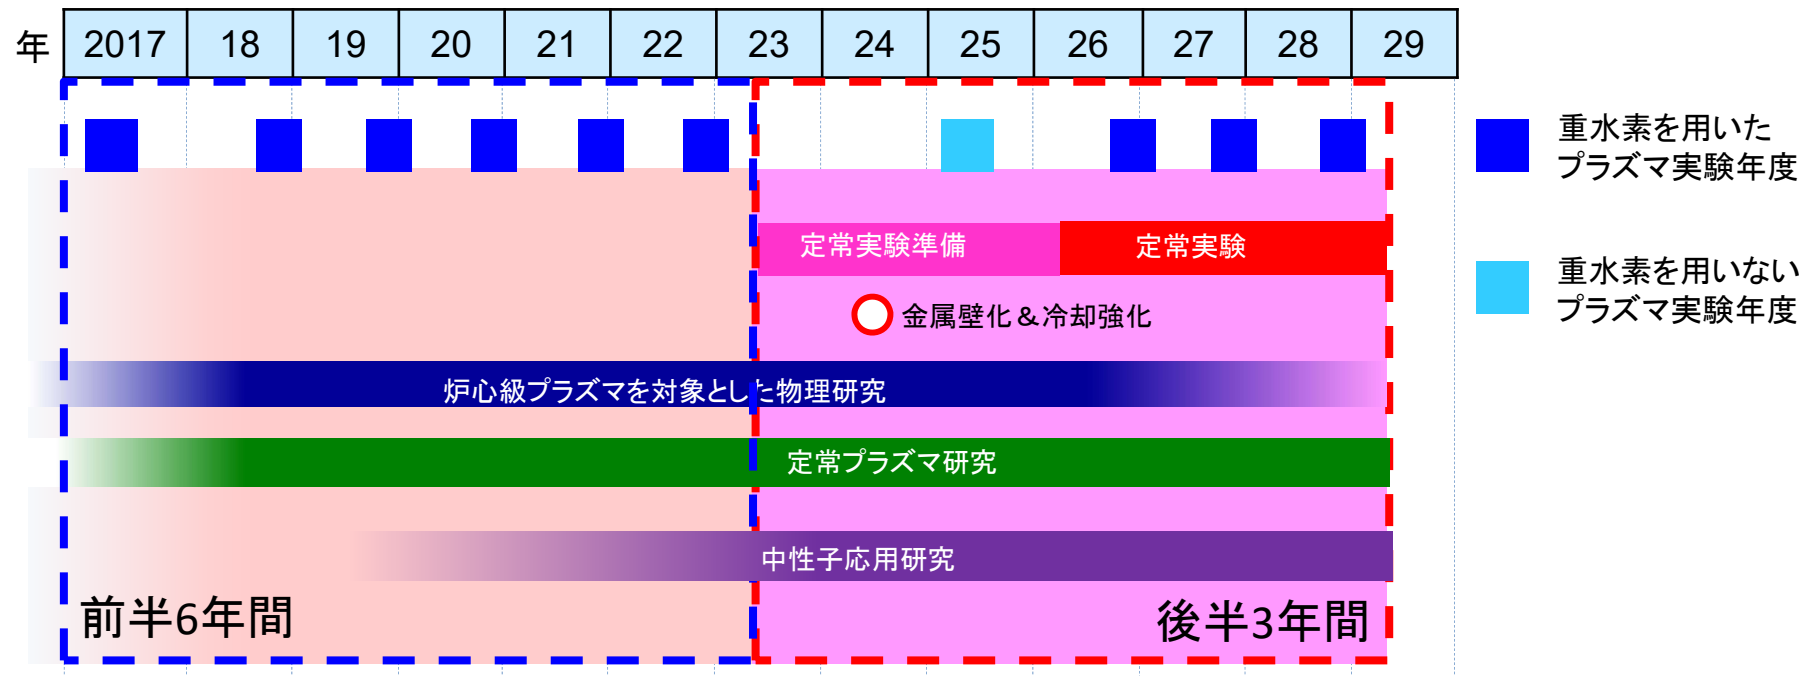 年 2017 18 19 20 21 22 23 24 25 26 27 28 29
重水素を用いた
プラズマ実験年度
定常実験準備 定常実験
重水素を用いない
プラズマ実験年度
金属壁化＆冷却強化
炉心級プラズマを対象とした物理研究
定常プラズマ研究
中性子応用研究
前半6年間 後半3年間